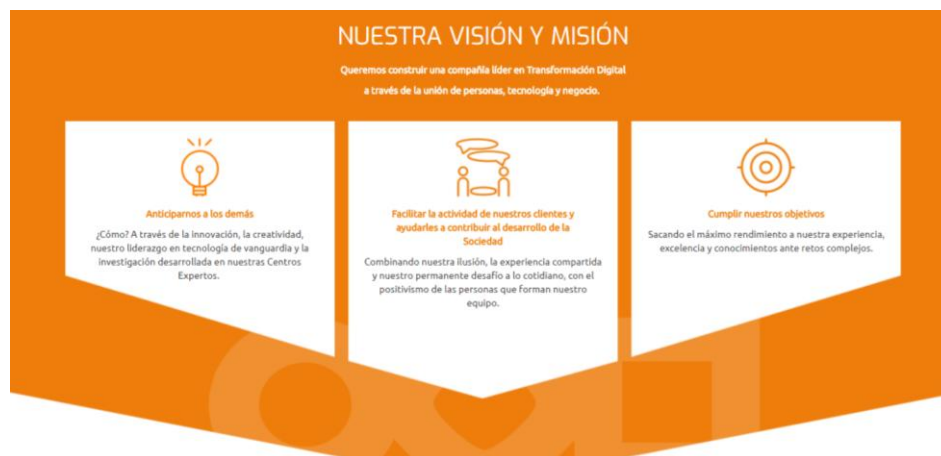 NUESTRA VISIÓN Y MISIÓN
Queremos construir una compañía líder en Transformación Digital
a través de la unión de personas, tecnología y negocio.
Anticiparnos a los demás
¿Cómo? A través de la innovación, la creatividad,
nuestro liderazgo en tecnología de vanguardia y la
investigación desarrollada en nuestras Centros
Expertos.
Facilitar la actividad de nuestros clientes y
ayudarles a contribuir al desarrollo de la
Sociedad
Combinando nuestra ilusión, la experiencia compartida
y nuestro permanente desafío a lo cotidiano, con el
positivismo de las personas que forman nuestro
equipo.
Cumplir nuestros objetivos
Sacando el máximo rendimiento a nuestra experiencia,
excelencia y conocimientos ante retos complejos.